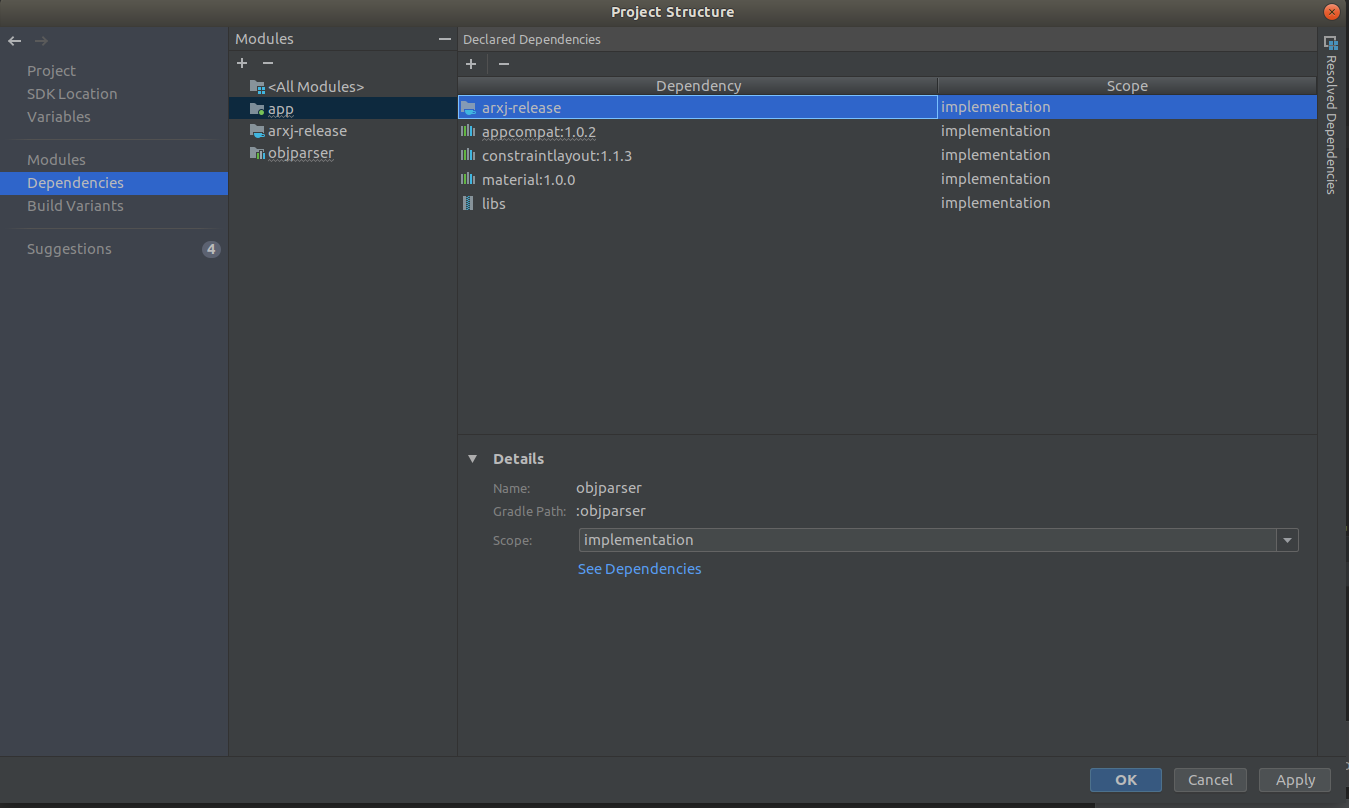 Project Structure
Project
SDK Location
Variables
Modules
Dependencies
Build Variants
Suggestions
4
Modules
<All Modules>
app
arxj-release
objparser
Declared Dependencies
Dependency Scope
arxj-release implementation
appcompat:1.0.2 implementation
constraintlayout:1.1.3 implementation
material:1.0.0 implementation
libs implementation
Details
Name: objparser
Gradle Path: :objparser
Scope: implementation
See Dependencies
Resolved Dependencies
OK Cancel Apply